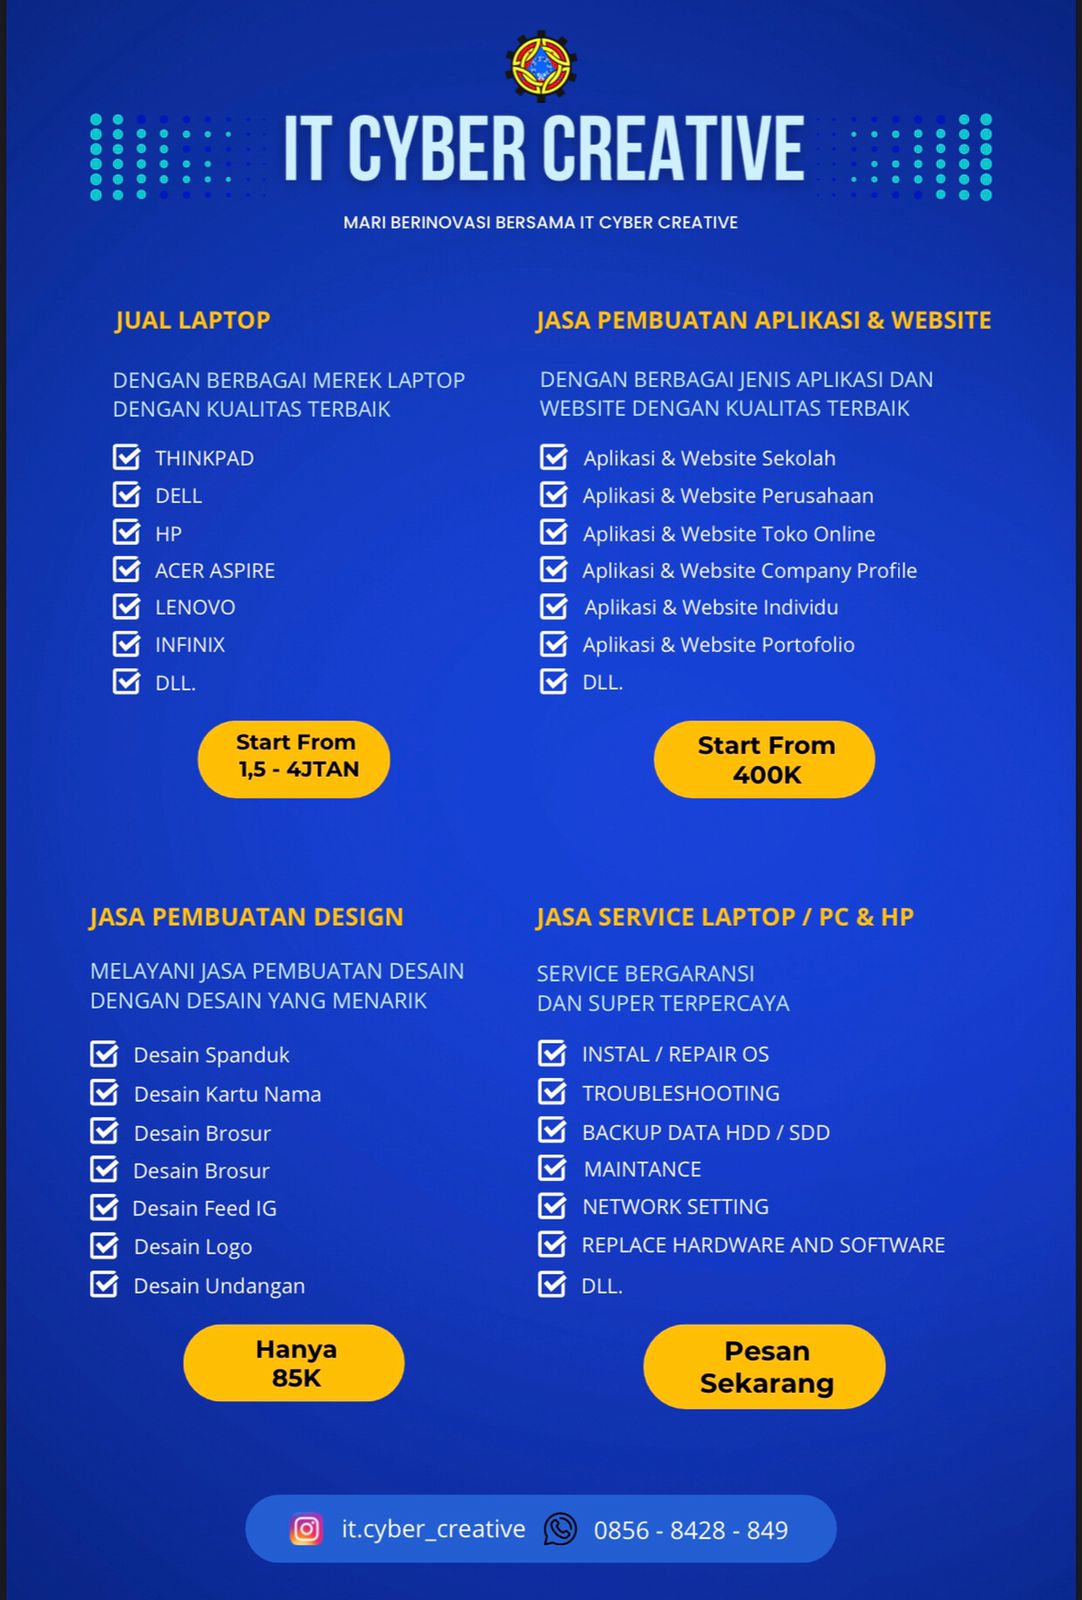 IT CYBER CREATIVE
MARI BERINOVASI BERSAMA IT CYBER CREATIVE
JUAL LAPTOP
DENGAN BERBAGAI MEREK LAPTOP
DENGAN KUALITAS TERBAIK
THINKPAD
DELL
HP
ACER ASPIRE
LENOVO
INFINIX
DLL.
Start From
1,5 - 4JTAN
JASA PEMBUATAN APLIKASI & WEBSITE
DENGAN BERBAGAI JENIS APLIKASI DAN
WEBSITE DENGAN KUALITAS TERBAIK
Aplikasi & Website Sekolah
Aplikasi & Website Perusahaan
Aplikasi & Website Toko Online
Aplikasi & Website Company Profile
Aplikasi & Website Individu
Aplikasi & Website Portofolio
DLL.
Start From
400K
JASA PEMBUATAN DESIGN
MELAYANI JASA PEMBUATAN DESAIN
DENGAN DESAIN YANG MENARIK
Desain Spanduk
Desain Kartu Nama
Desain Brosur
Desain Brosur
Desain Feed IG
Desain Logo
Desain Undangan
Hanya
85K
JASA SERVICE LAPTOP / PC & HP
SERVICE BERGARANSI
DAN SUPER TERPERCAYA
INSTAL / REPAIR OS
TROUBLESHOOTING
BACKUP DATA HDD / SDD
MAINTANCE
NETWORK SETTING
REPLACE HARDWARE AND SOFTWARE
DLL.
Pesan
Sekarang
it.cyber_creative 0856 - 8428 - 849